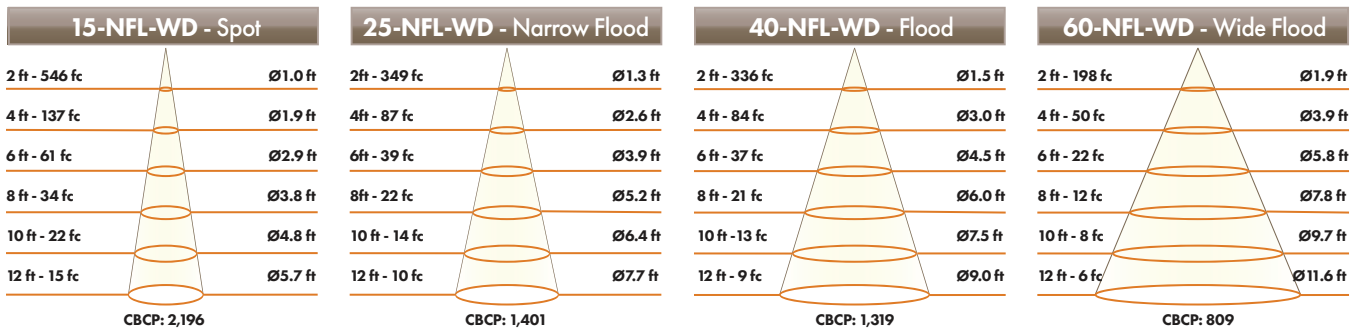 15-NFL-WD - Spot
2 ft - 546 fc Ø1.0 ft
4 ft - 137 fc Ø1.9 ft
6 ft - 61 fc Ø2.9 ft
8 ft - 34 fc Ø3.8 ft
10 ft - 22 fc Ø4.8 ft
12 ft - 15 fc Ø5.7 ft
CBCP: 2,196
25-NFL-WD - Narrow Flood
2ft - 349 fc Ø1.3 ft
4ft - 87 fc Ø2.6 ft
6ft - 39 fc Ø3.9 ft
8ft - 22 fc Ø5.2 ft
10 ft - 14 fc Ø6.4 ft
12 ft - 10 fc Ø7.7 ft
CBCP: 1,401
40-NFL-WD - Flood
2 ft - 336 fc Ø1.5 ft
4 ft - 84 fc Ø3.0 ft
6 ft - 37 fc Ø4.5 ft
8 ft - 21 fc Ø6.0 ft
10 ft -13 fc Ø7.5 ft
12 ft - 9 fc Ø9.0 ft
CBCP: 1,319
60-NFL-WD - Wide Flood
2 ft - 198 fc Ø1.9 ft
4 ft - 50 fc Ø3.9 ft
6 ft - 22 fc Ø5.8 ft
8 ft - 12 fc Ø7.8 ft
10 ft - 8 fc Ø9.7 ft
12 ft - 6 fc Ø11.6 ft
CBCP: 809